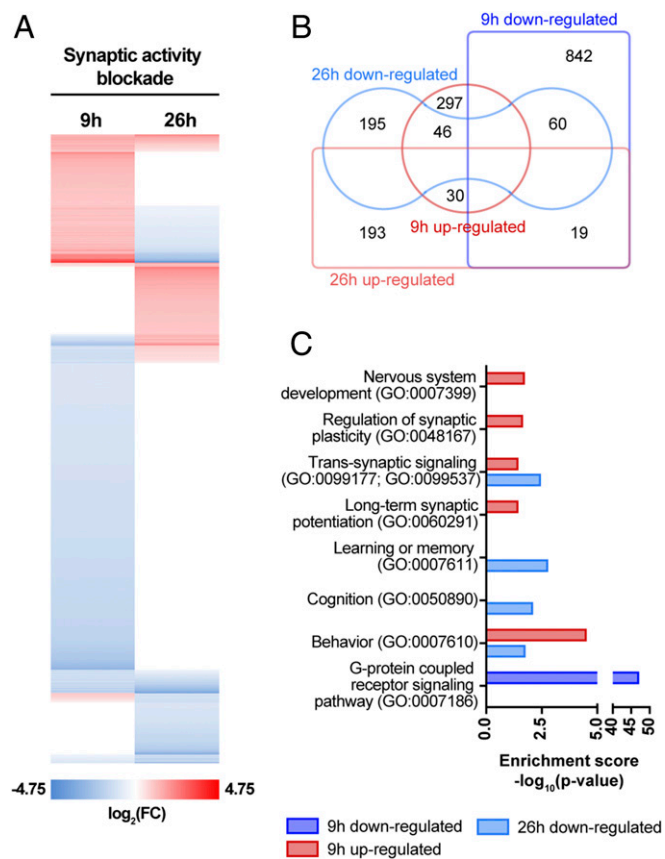 A
Synaptic activity
blockade
9h 26h
-4.75 4.75
log2(FC)
B
9h down-regulated
842
26h down-regulated
297
195
46
60
30
9h up-regulated
193
19
26h up-regulated
C
Nervous system
development (GO:0007399)
Regulation of synaptic
plasticity (GO:0048167)
Trans-synaptic signaling
(GO:0099177; GO:0099537)
Long-term synaptic
potentiation (GO:0060291)
Learning or memory
(GO:0007611)
Cognition (GO:0050890)
Behavior (GO:0007610)
G-protein coupled
receptor signaling
pathway (GO:0007186)
0.0 2.5 5.0 40 45 50
Enrichment score
-log10(p-value)
9h down-regulated 26h down-regulated
9h up-regulated